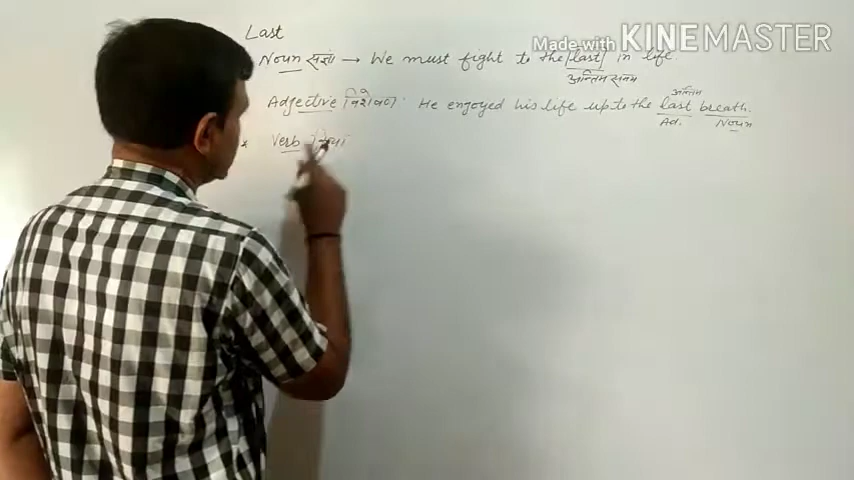 Last
Made with KINEMASTER
Noun संज्ञा → We must fight to the last in life.
अन्तिम समय
अन्तिम
Adjective विशेषण. He enjoyed his life up to the last breath.
Ad. Noun
Verb क्रिया